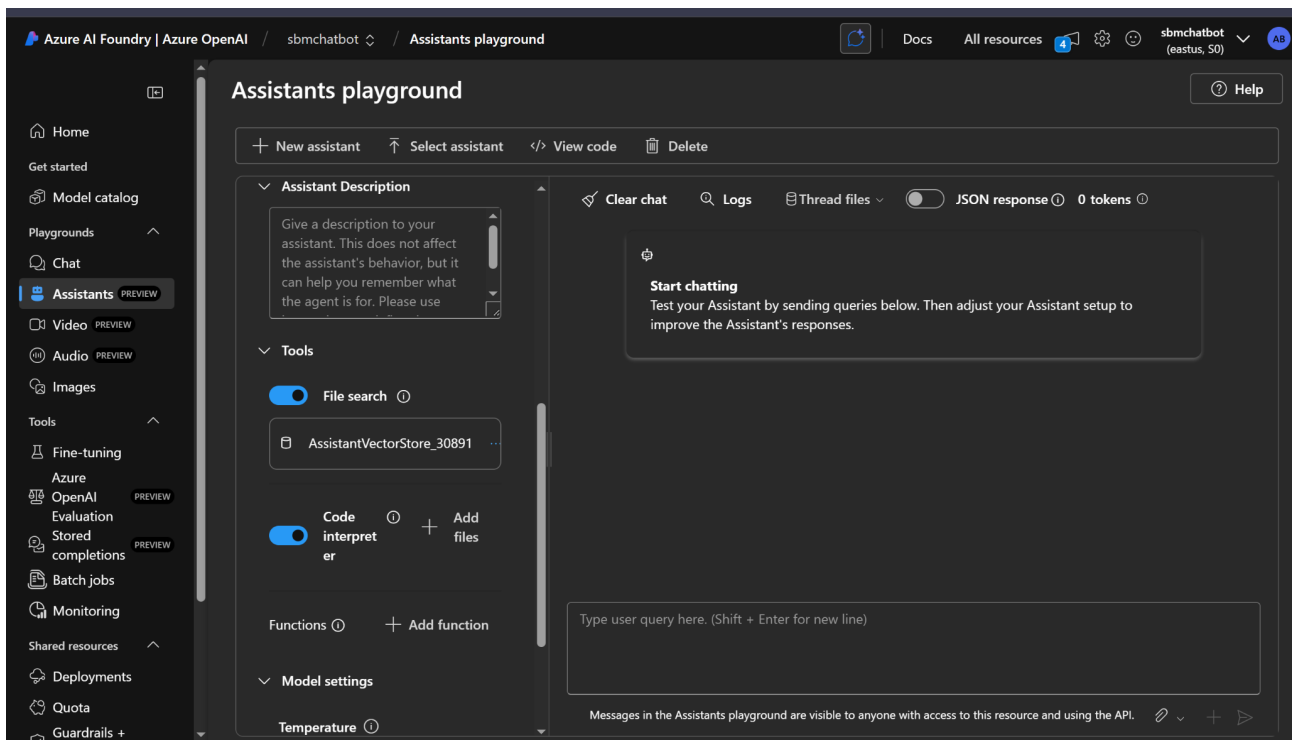 Azure AI Foundry | Azure OpenAI / sbmchatbot / Assistants playground
Docs
All resources
4
sbmchatbot
(eastus, S0)
AB
Home
Get started
Model catalog
Playgrounds
Chat
Assistants PREVIEW
Video PREVIEW
Audio PREVIEW
Images
Tools
Fine-tuning
Azure
OpenAI PREVIEW
Evaluation
Stored
completions PREVIEW
Batch jobs
Monitoring
Shared resources
Deployments
Quota
Guardrails +
Assistants playground
Help
New assistant
Select assistant
View code
Delete
Assistant Description
Give a description to your
assistant. This does not affect
the assistant's behavior, but it
can help you remember what
the agent is for. Please use
Tools
File search
AssistantVectorStore_30891
Code
interpret
er
Add
files
Functions
Add function
Model settings
Temperature
Clear chat
Logs
Thread files
JSON response
0 tokens
Start chatting
Test your Assistant by sending queries below. Then adjust your Assistant setup to
improve the Assistant's responses.
Type user query here. (Shift + Enter for new line)
Messages in the Assistants playground are visible to anyone with access to this resource and using the API.